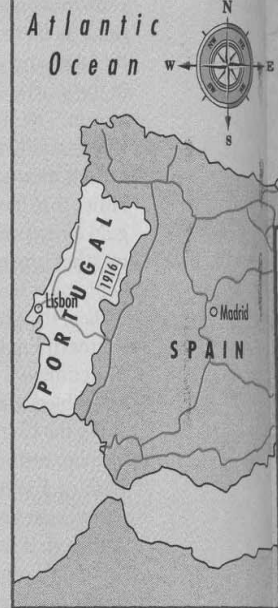 N
Atlantic
Ocean
W
E
S
PORTUGAL
1916
Lisbon
Madrid
SPAIN